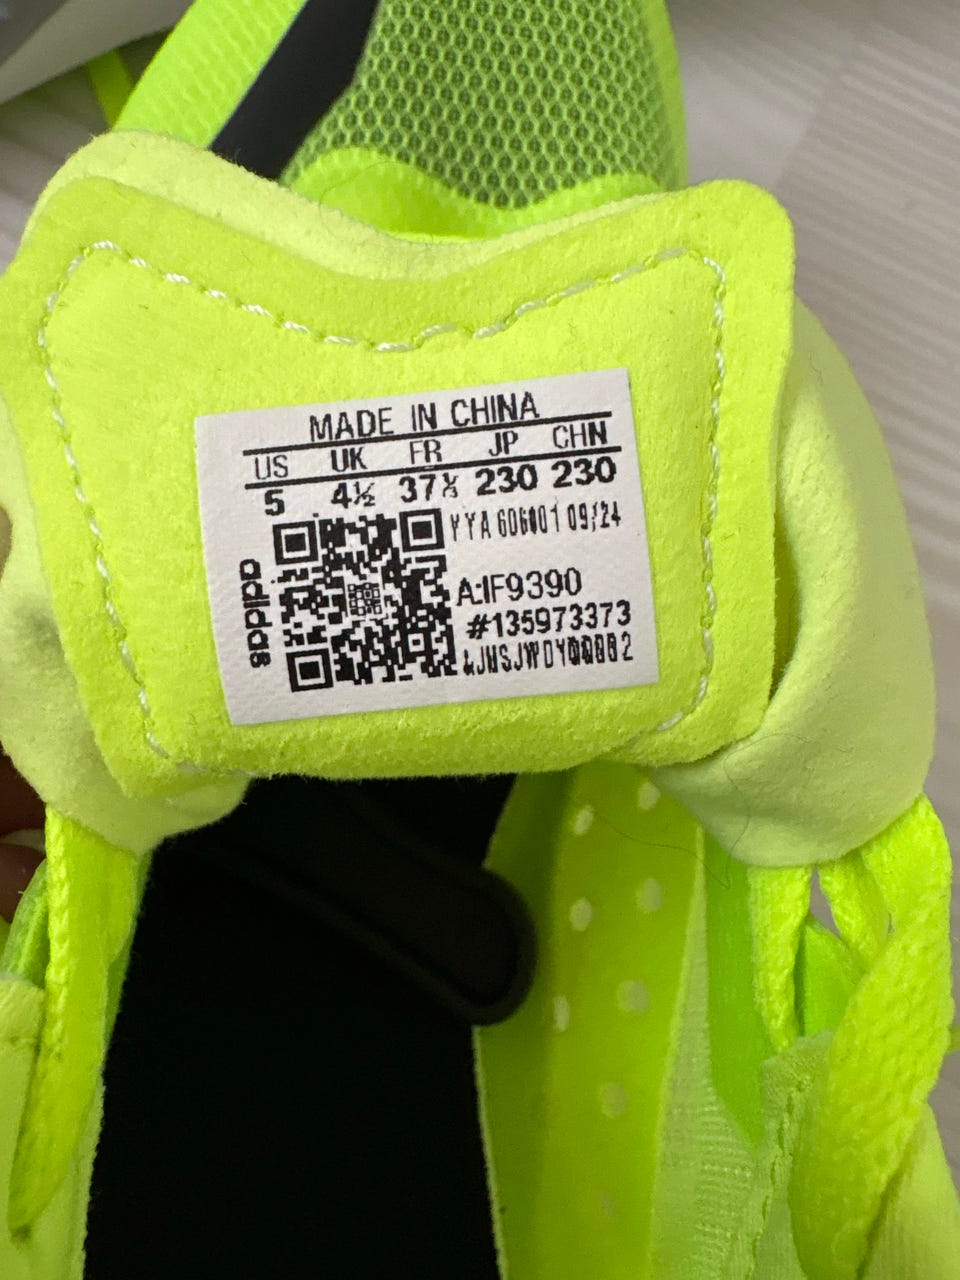 MADE IN CHINA
US UK FR JP CHN
5 4½ 37⅓ 230 230
YYA 606001 09/24
adidas
A:IF9390
#135973373